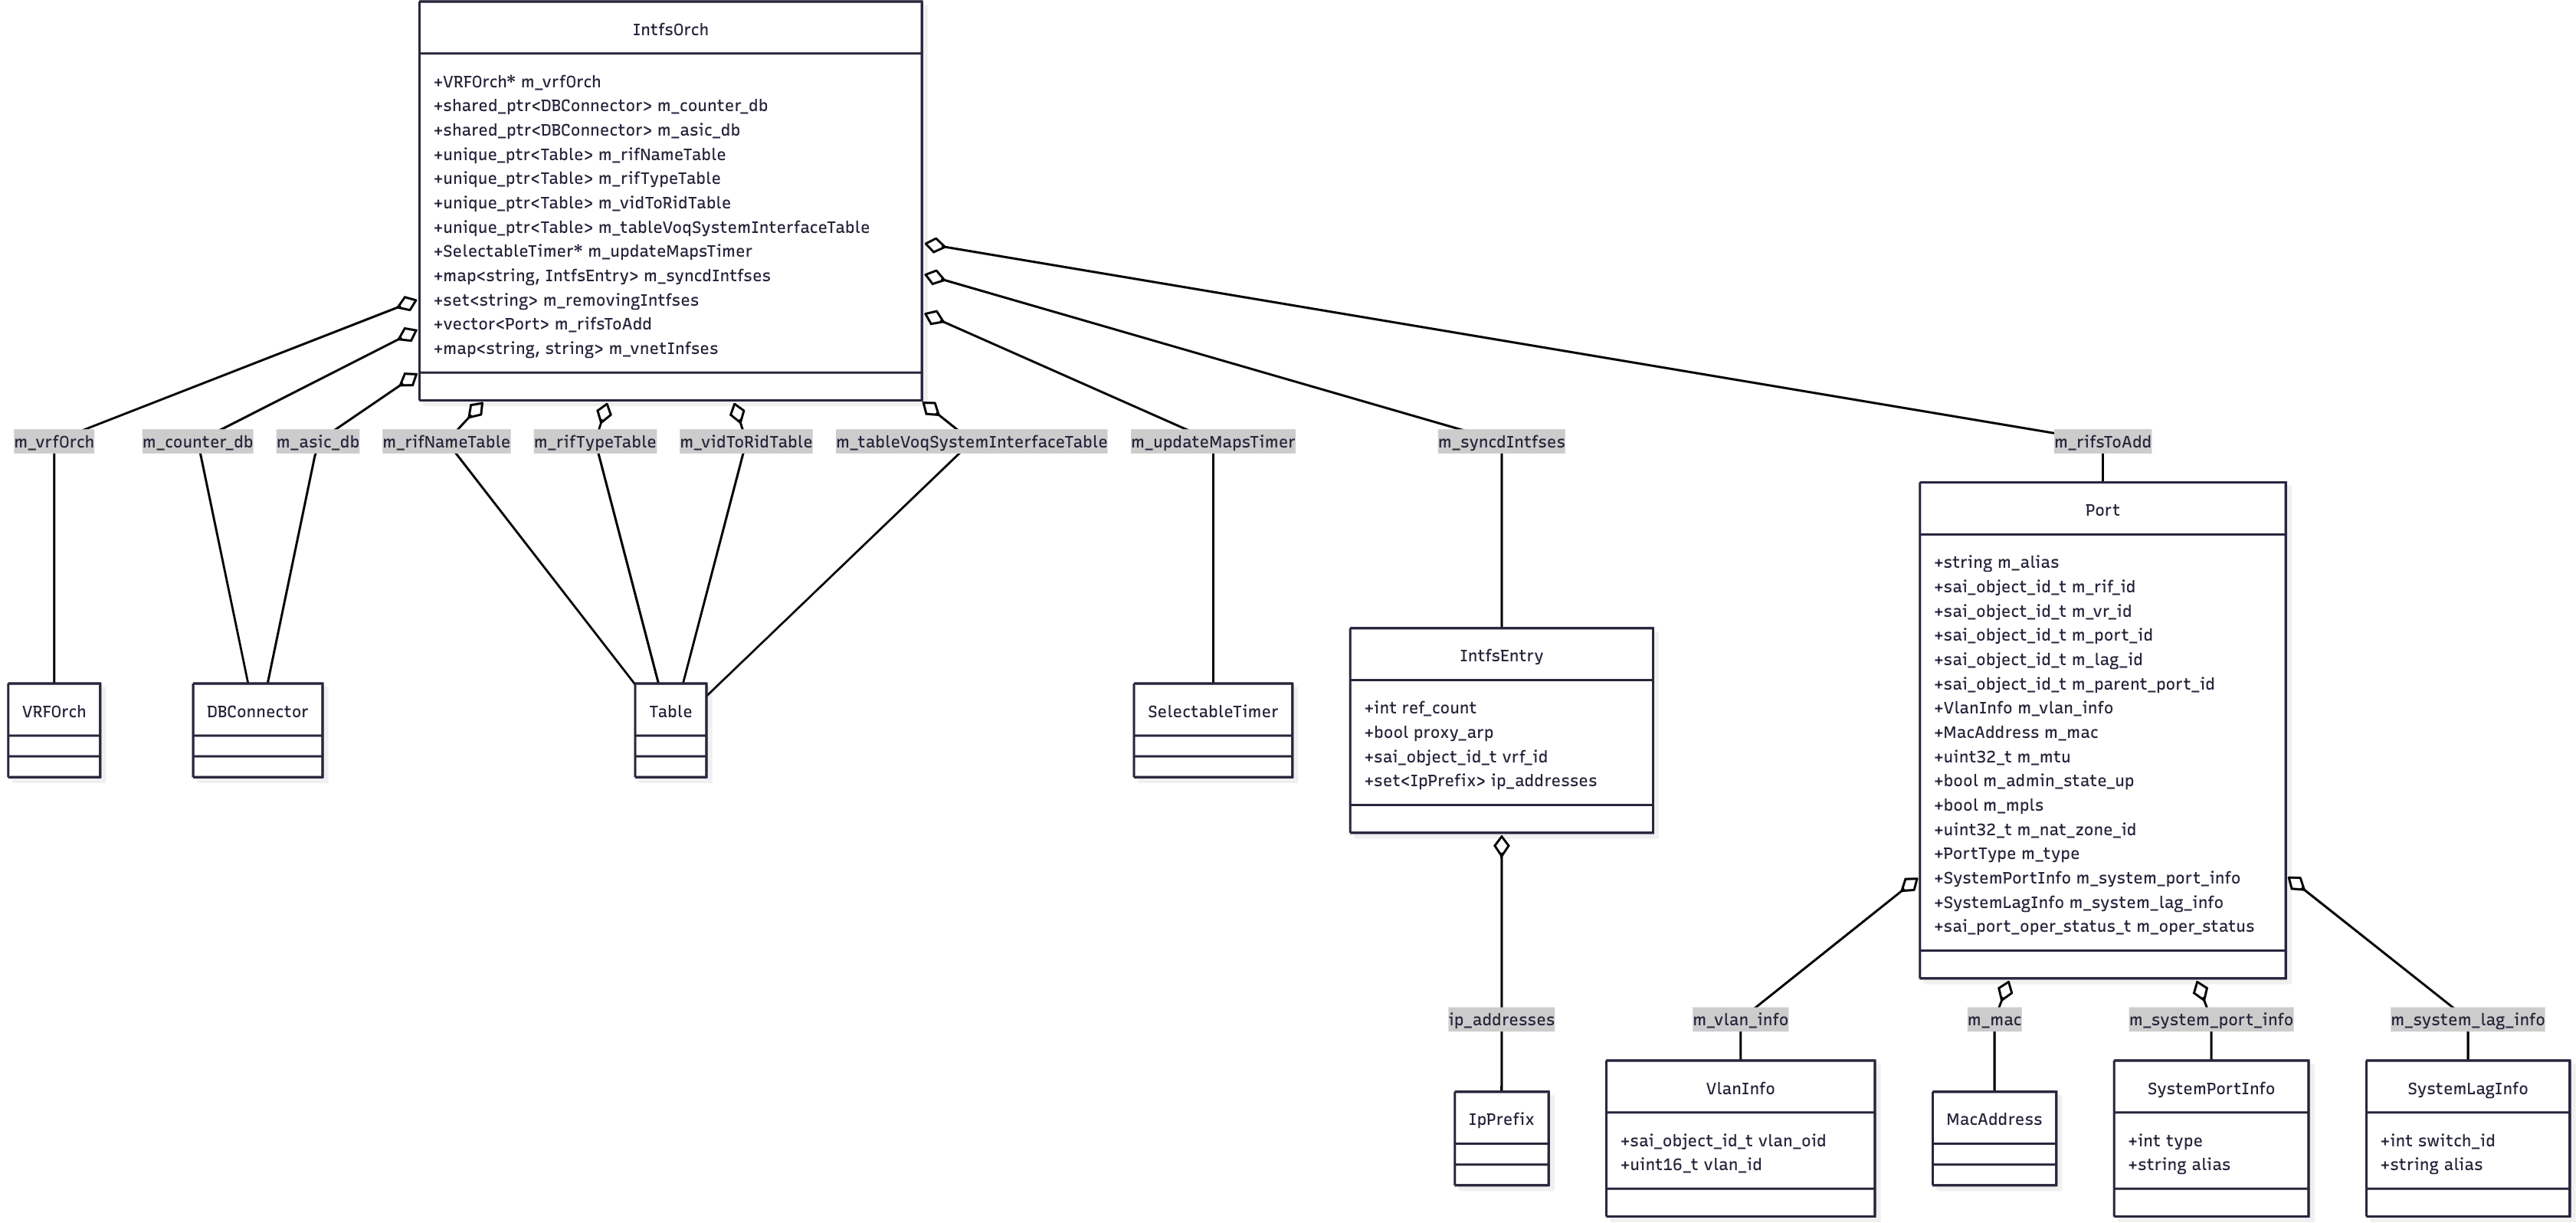 IntfsOrch
+VRFOrch* m_vrfOrch
+shared_ptr<DBConnector> m_counter_db
+shared_ptr<DBConnector> m_asic_db
+unique_ptr<Table> m_rifNameTable
+unique_ptr<Table> m_rifTypeTable
+unique_ptr<Table> m_vidToRidTable
+unique_ptr<Table> m_tableVoqSystemInterfaceTable
+SelectableTimer* m_updateMapsTimer
+map<string, IntfsEntry> m_syncdIntfses
+set<string> m_removingIntfses
+vector<Port> m_rifsToAdd
+map<string, string> m_vnetInfses
m_vrfOrch
m_counter_db
m_asic_db
m_rifNameTable
m_rifTypeTable
m_vidToRidTable
m_tableVoqSystemInterfaceTable
m_updateMapsTimer
m_syncdIntfses
m_rifsToAdd
VRFOrch
DBConnector
Table
SelectableTimer
IntfsEntry
+int ref_count
+bool proxy_arp
+sai_object_id_t vrf_id
+set<IpPrefix> ip_addresses
Port
+string m_alias
+sai_object_id_t m_rif_id
+sai_object_id_t m_vr_id
+sai_object_id_t m_port_id
+sai_object_id_t m_lag_id
+sai_object_id_t m_parent_port_id
+VlanInfo m_vlan_info
+MacAddress m_mac
+uint32_t m_mtu
+bool m_admin_state_up
+bool m_mpls
+uint32_t m_nat_zone_id
+PortType m_type
+SystemPortInfo m_system_port_info
+SystemLagInfo m_system_lag_info
+sai_port_oper_status_t m_oper_status
ip_addresses
m_vlan_info
m_mac
m_system_port_info
m_system_lag_info
IpPrefix
VlanInfo
+sai_object_id_t vlan_oid
+uint16_t vlan_id
MacAddress
SystemPortInfo
+int type
+string alias
SystemLagInfo
+int switch_id
+string alias